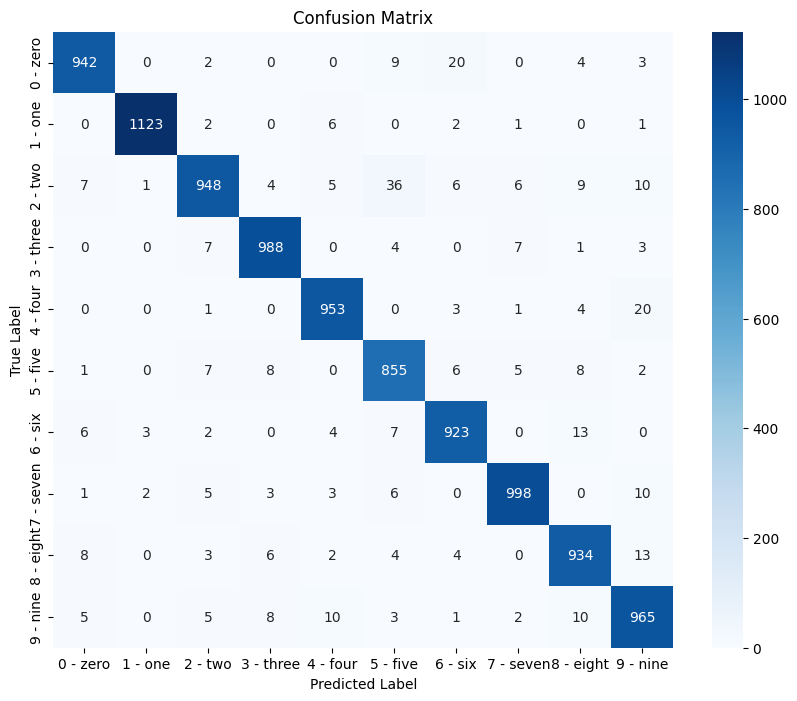 Confusion Matrix
True Label
0 - zero 942 0 2 0 0 9 20 0 4 3
1 - one 0 1123 2 0 6 0 2 1 0 1
2 - two 7 1 948 4 5 36 6 6 9 10
3 - three 0 0 7 988 0 4 0 7 1 3
4 - four 0 0 1 0 953 0 3 1 4 20
5 - five 1 0 7 8 0 855 6 5 8 2
6 - six 6 3 2 0 4 7 923 0 13 0
7 - seven 1 2 5 3 3 6 0 998 0 10
8 - eight 8 0 3 6 2 4 4 0 934 13
9 - nine 5 0 5 8 10 3 1 2 10 965
0 - zero 1 - one 2 - two 3 - three 4 - four 5 - five 6 - six 7 - seven 8 - eight 9 - nine
Predicted Label
1000
800
600
400
200
0